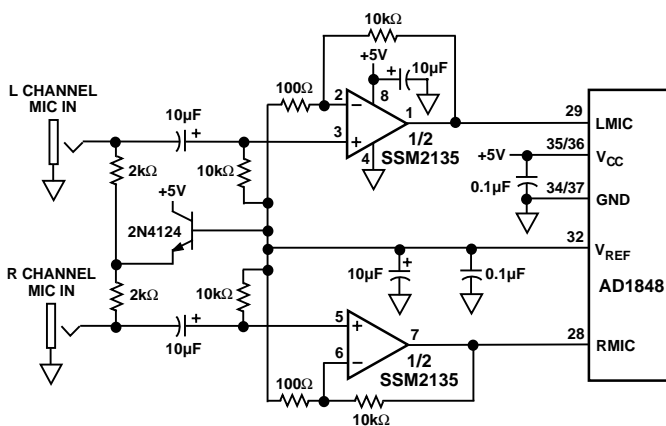 10kΩ
+5V
10µF
L CHANNEL
MIC IN
10µF
100Ω
2
8
1
29
LMIC
3
4
1/2
SSM2135
+5V
35/36
VCC
2kΩ
10kΩ
+5V
0.1µF
34/37
GND
2N4124
32
VREF
10µF
0.1µF
AD1848
R CHANNEL
MIC IN
2kΩ
10kΩ
10µF
5
7
28
RMIC
6
1/2
SSM2135
100Ω
10kΩ